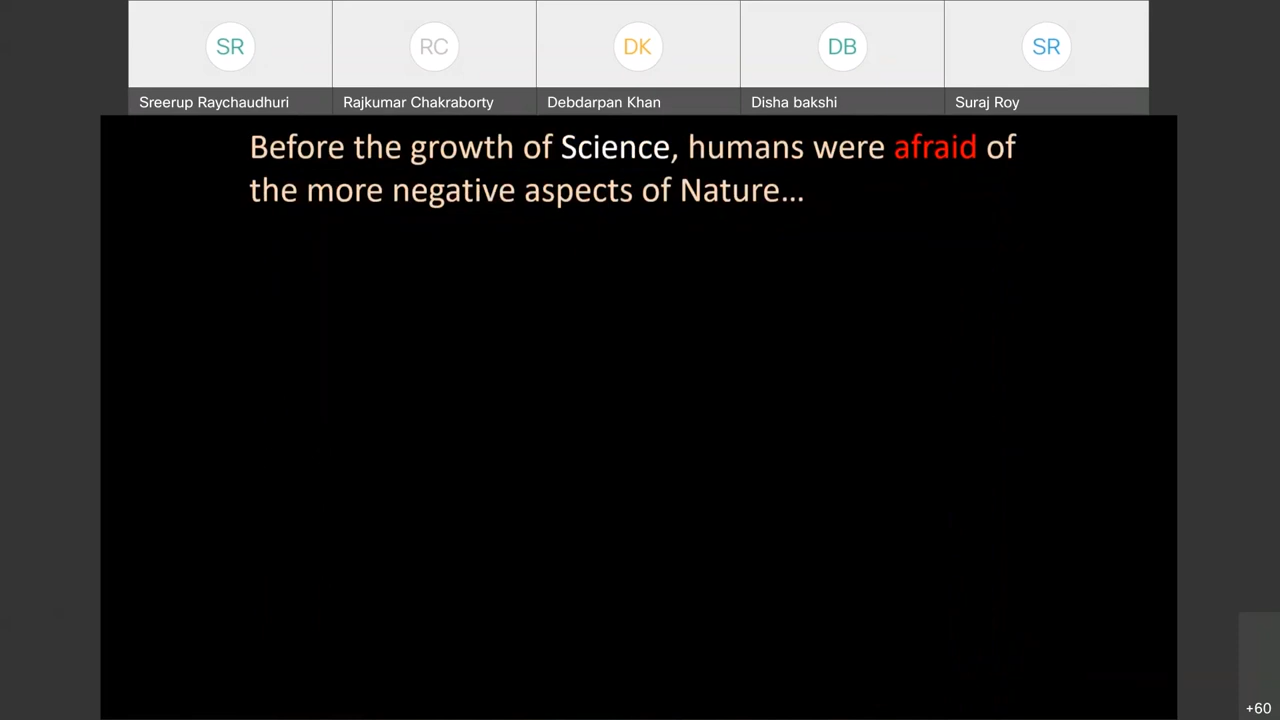 SR
RC
DK
DB
SR
Sreerup Raychaudhuri
Rajkumar Chakraborty
Debdarpan Khan
Disha bakshi
Suraj Roy
Before the growth of Science, humans were afraid of
the more negative aspects of Nature...
+60